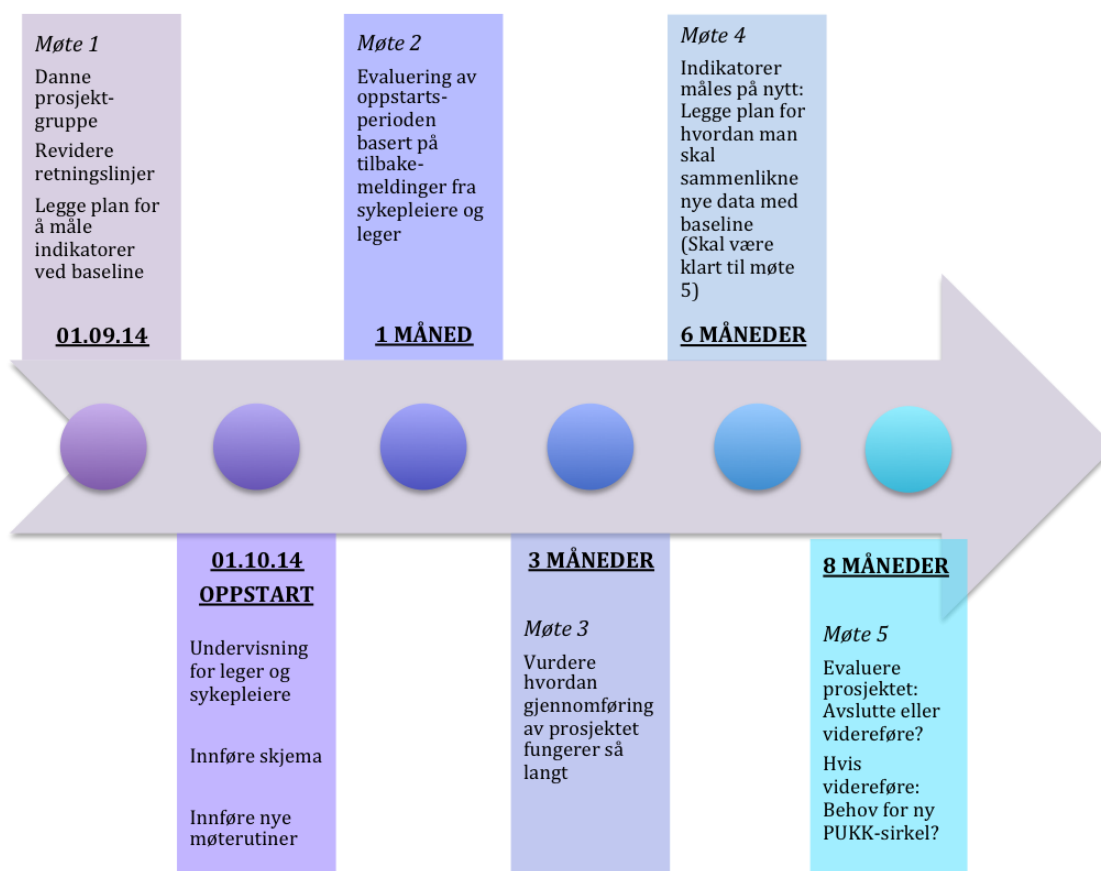 Møte 1
Danne
prosjekt-
gruppe
Revidere
retningslinjer
Legge plan for
å måle
indikatorer
ved baseline
01.09.14
01.10.14
OPPSTART
Undervisning
for leger og
sykepleiere
Innføre skjema
Innføre nye
møterutiner
Møte 2
Evaluering av
oppstarts-
perioden
basert på
tilbake-
meldinger fra
sykepleiere og
leger
1 MÅNED
3 MÅNEDER
Møte 3
Vurdere
hvordan
gjennomføring
av prosjektet
fungerer så
langt
Møte 4
Indikatorer
måles på nytt:
Legge plan for
hvordan man
skal
sammenlikne
nye data med
baseline
(Skal være
klart til møte
5)
6 MÅNEDER
8 MÅNEDER
Møte 5
Evaluere
prosjektet:
Avslutte eller
videreføre?
Hvis
videreføre:
Behov for ny
PUKK-sirkel?